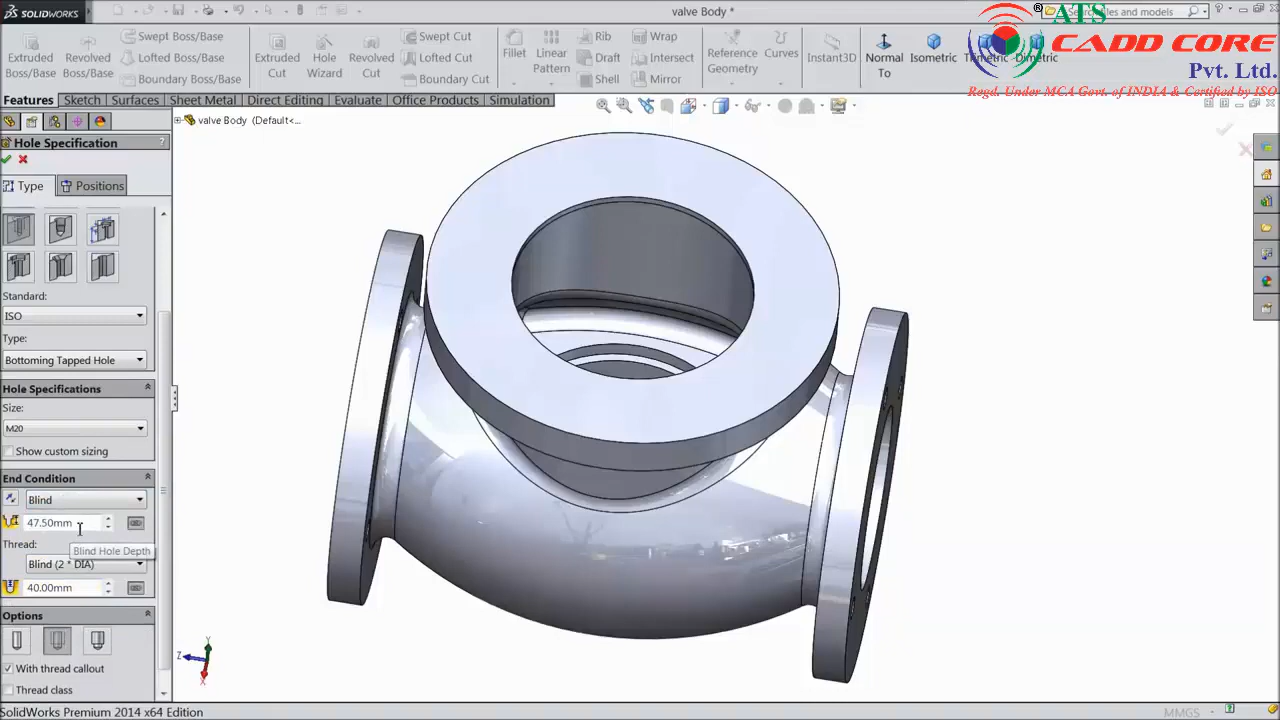 SOLIDWORKS
valve Body *
Search files and models
® ATS
CADD CORE
Pvt. Ltd.
Regd. Under MCA Govt. of INDIA & Certified by ISO
Extruded Boss/Base
Revolved Boss/Base
Swept Boss/Base
Lofted Boss/Base
Boundary Boss/Base
Extruded Cut
Hole Wizard
Revolved Cut
Swept Cut
Lofted Cut
Boundary Cut
Fillet
Linear Pattern
Rib
Draft
Shell
Wrap
Intersect
Mirror
Reference Geometry
Curves
Instant3D
Normal To
Isometric
Trimetric
Dimetric
Features Sketch Surfaces Sheet Metal Direct Editing Evaluate Office Products Simulation
valve Body (Default<...
Hole Specification ?
Type Positions
Standard:
ISO
Type:
Bottoming Tapped Hole
Hole Specifications
Size:
M20
Show custom sizing
End Condition
Blind
47.50mm
Thread:
Blind Hole Depth
Blind (2 * DIA)
40.00mm
Options
With thread callout
Thread class
Y
Z
X
SolidWorks Premium 2014 x64 Edition
MMGS